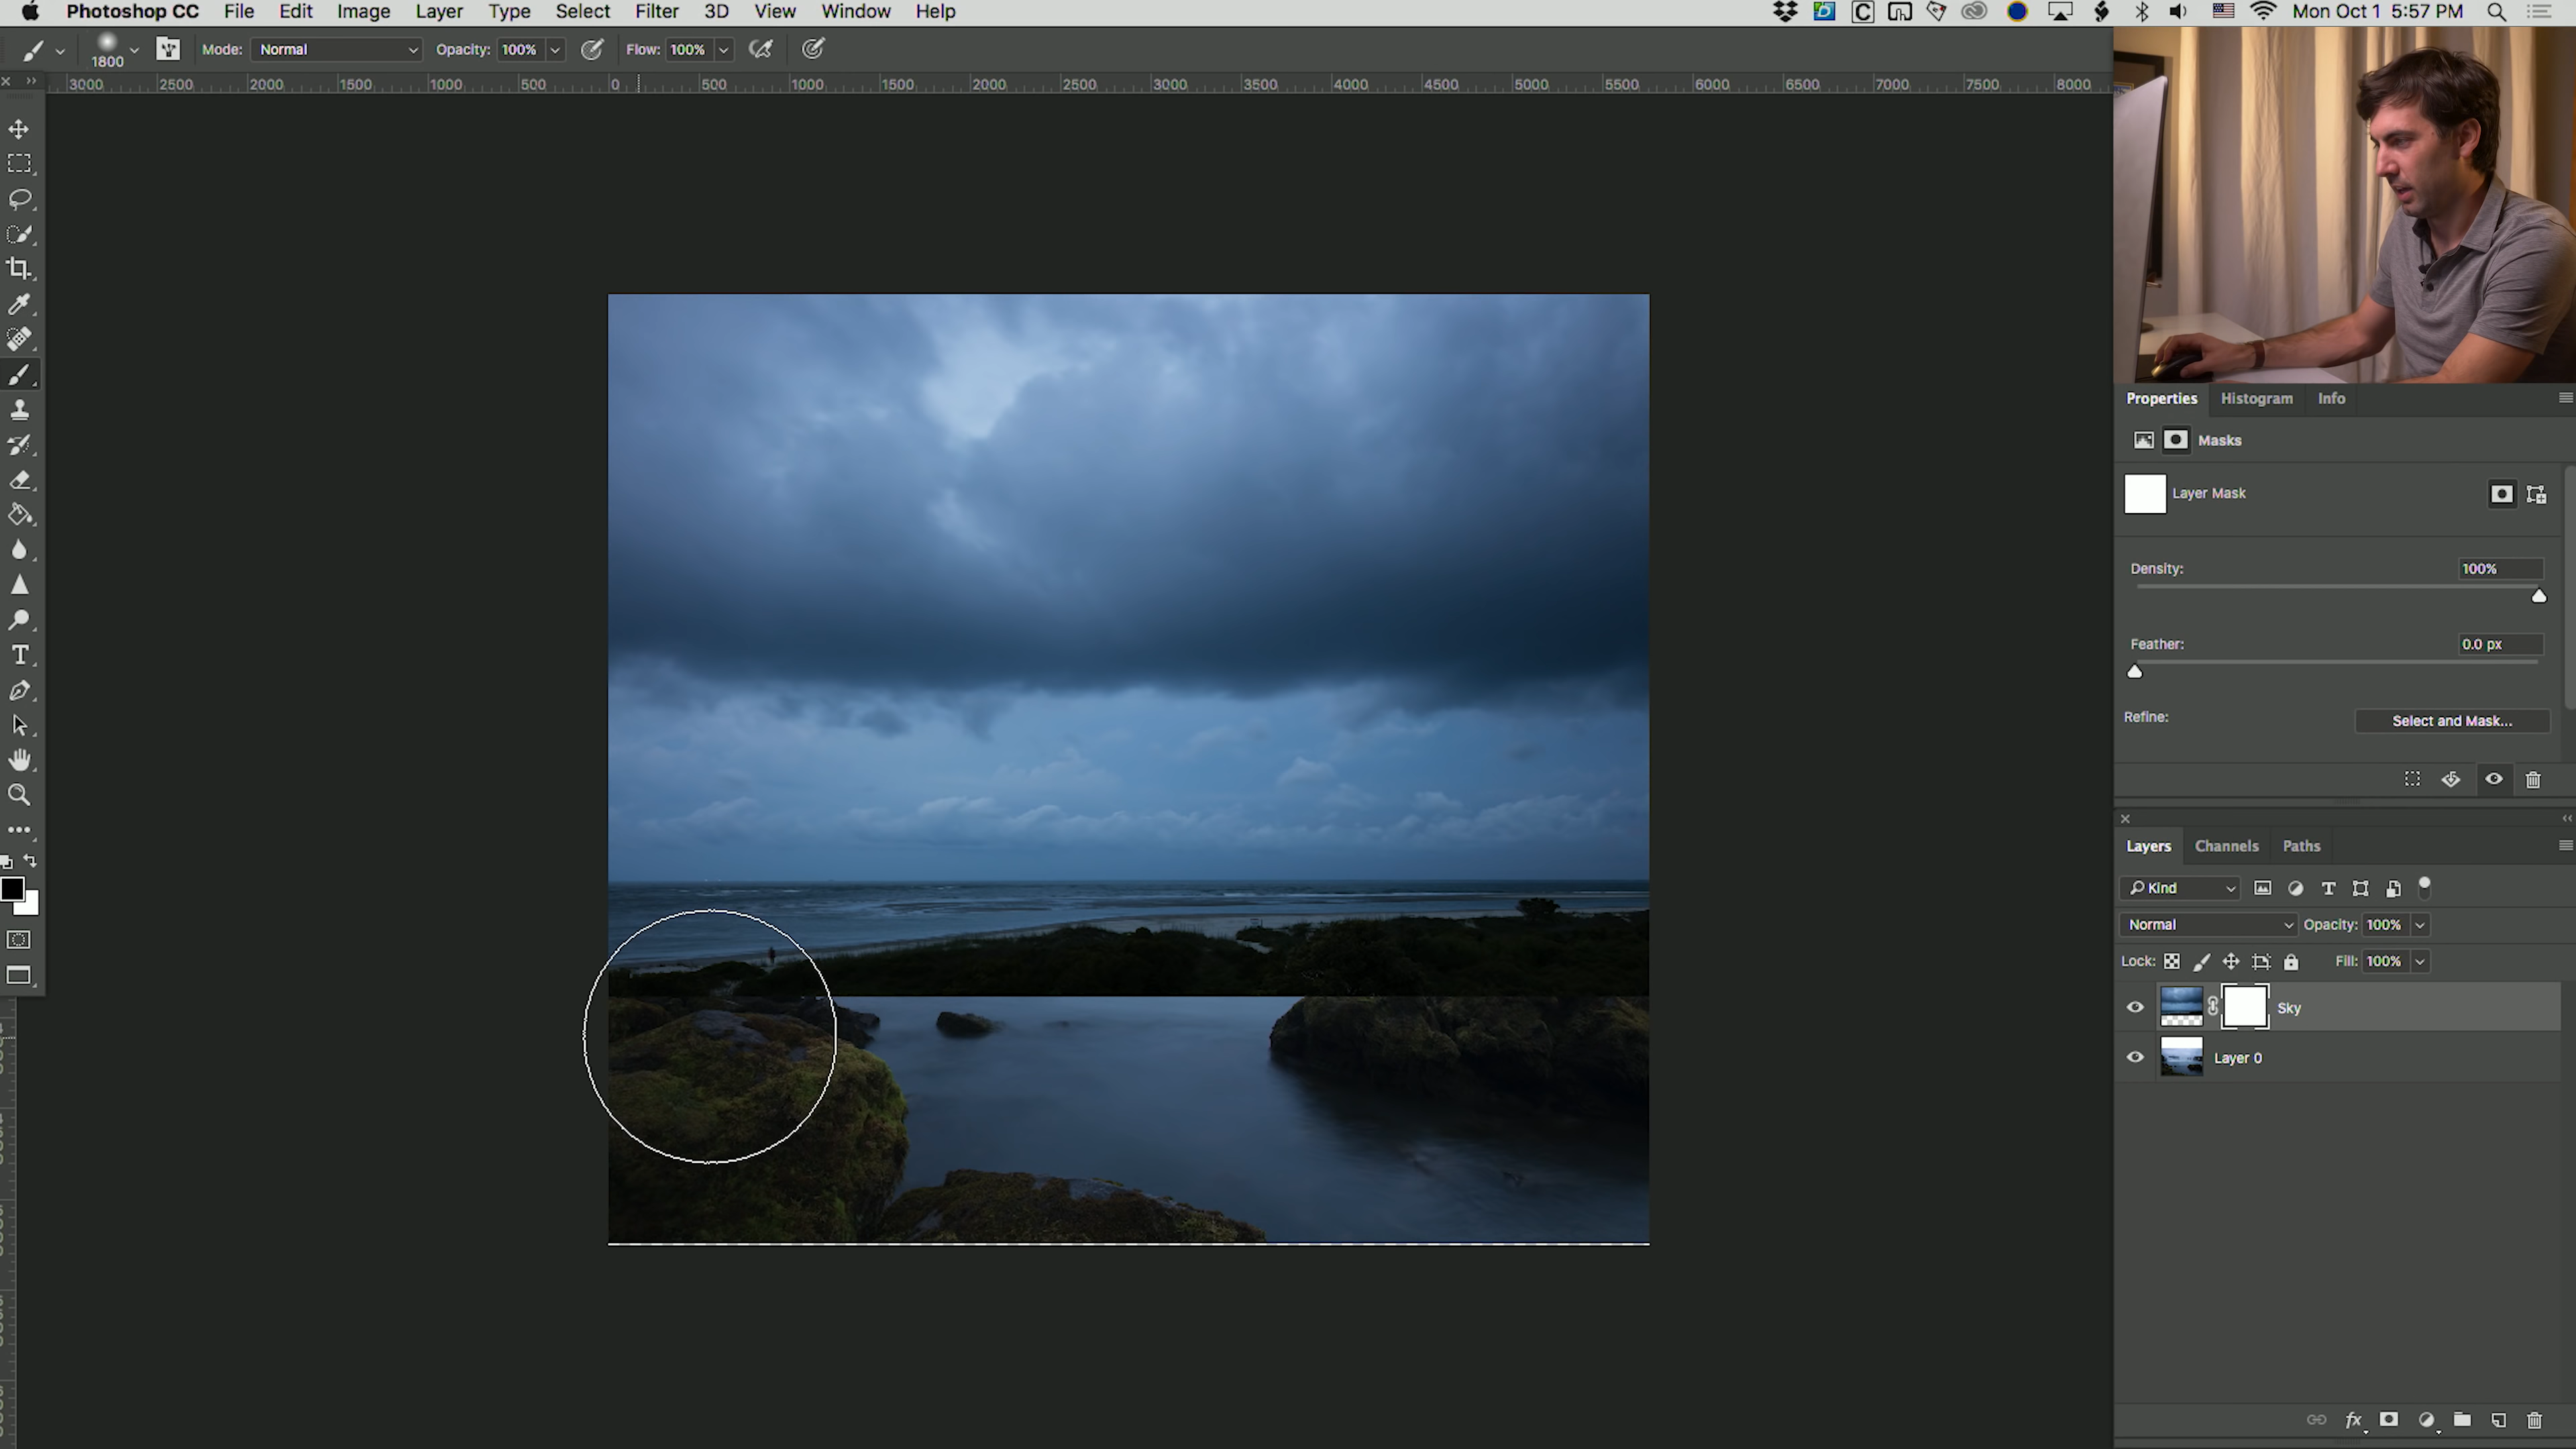 Photoshop CC File Edit Image Layer Type Select Filter 3D View Window Help Mon Oct 1 5:57 PM
1800 Mode: Normal Opacity: 100% Flow: 100%
3000 2500 2000 1500 1000 500 0 500 1000 1500 2000 2500 3000 3500 4000 4500 5000 5500 6000 6500 7000 7500 8000
Properties Histogram Info
Masks
Layer Mask
Density: 100%
Feather: 0.0 px
Refine: Select and Mask...
Layers Channels Paths
Kind
Normal Opacity: 100%
Lock: Fill: 100%
Sky
Layer 0
fx